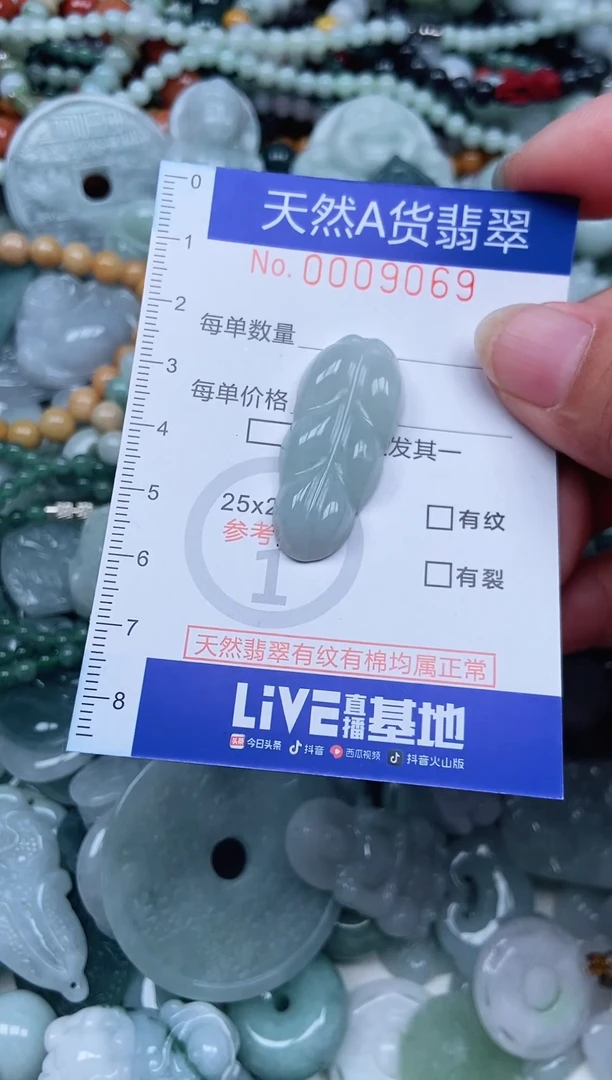 0
天然A货翡翠
1
No. 0009069
2
每单数量
3
每单价格
4
发其一
5
25x2
有纹
参考
6
1
有裂
7
天然翡翠有纹有棉均属正常
8
LiVE直播基地
头条 今日头条 抖音 西瓜视频 抖音火山版